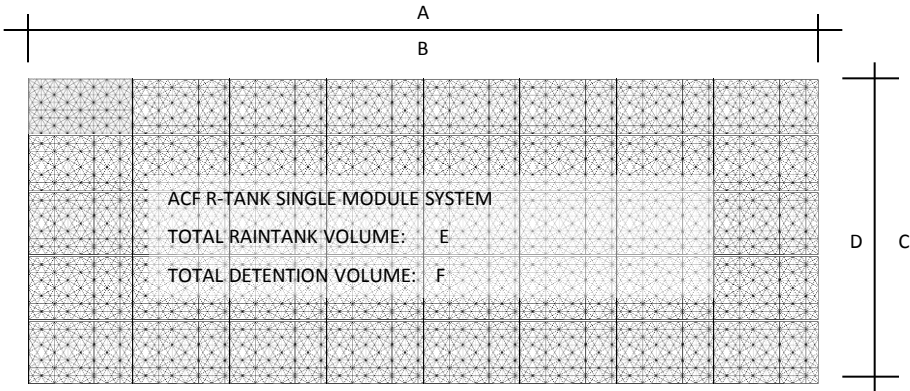 A
B
ACF R-TANK SINGLE MODULE SYSTEM
TOTAL RAINTANK VOLUME: E
TOTAL DETENTION VOLUME: F
D C